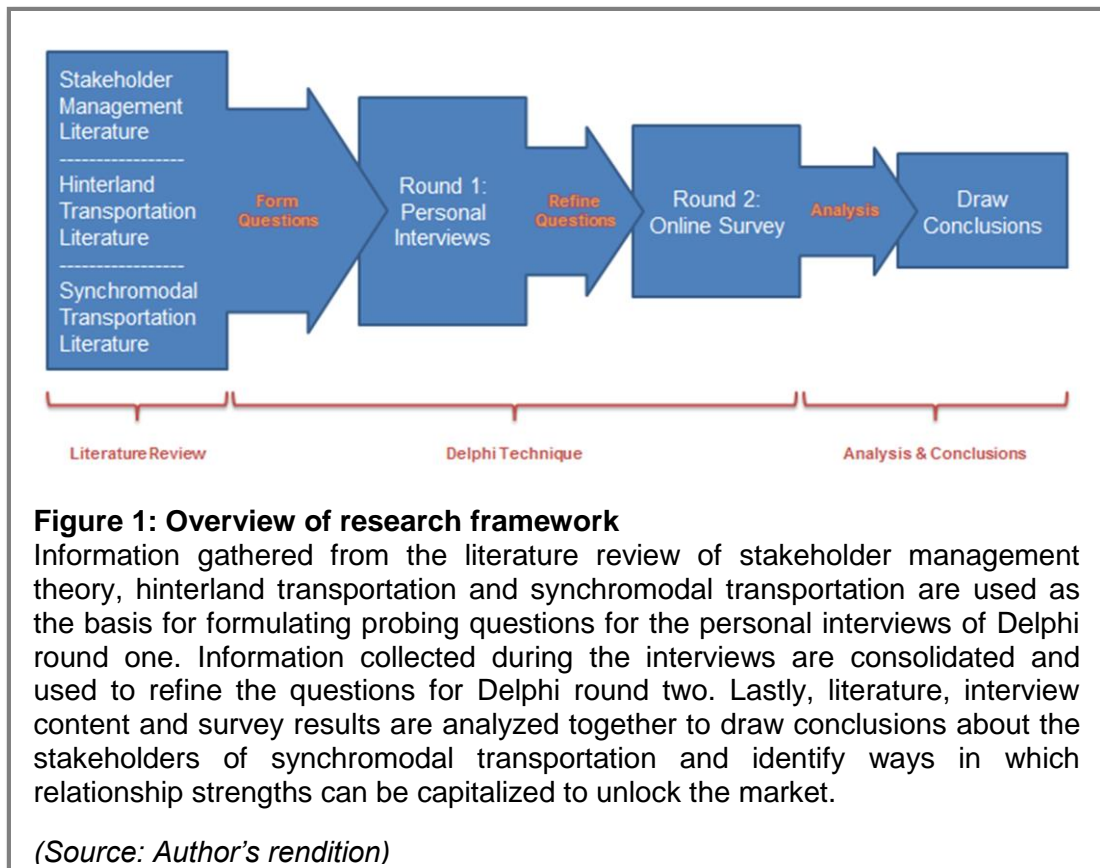 Stakeholder
Management
Literature
-----------------
Hinterland
Transportation
Literature
-----------------
Synchromodal
Transportation
Literature
Form
Questions
Round 1:
Personal
Interviews
Refine
Questions
Round 2:
Online Survey
Analysis
Draw
Conclusions
Literature Review
Delphi Technique
Analysis & Conclusions
Figure 1: Overview of research framework
Information gathered from the literature review of stakeholder management
theory, hinterland transportation and synchromodal transportation are used as
the basis for formulating probing questions for the personal interviews of Delphi
round one. Information collected during the interviews are consolidated and
used to refine the questions for Delphi round two. Lastly, literature, interview
content and survey results are analyzed together to draw conclusions about the
stakeholders of synchromodal transportation and identify ways in which
relationship strengths can be capitalized to unlock the market.
(Source: Author's rendition)